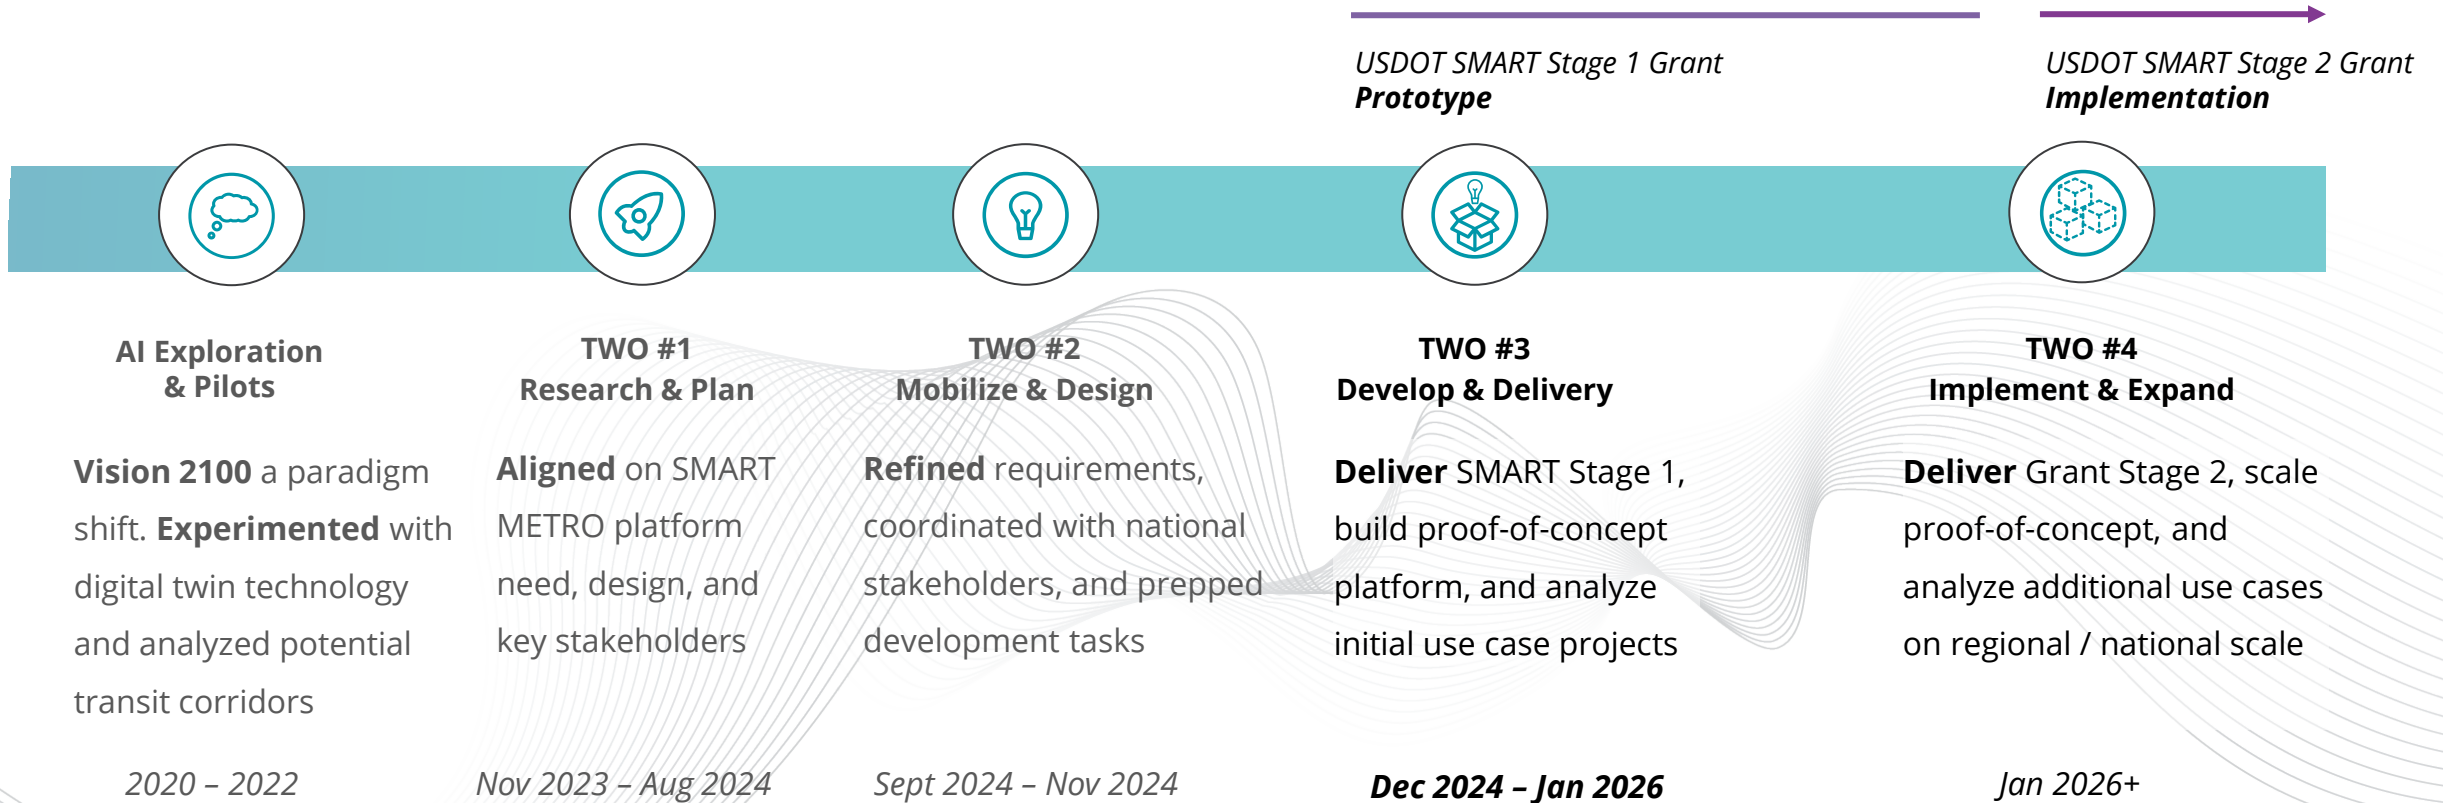 USDOT SMART Stage 1 Grant
Prototype
USDOT SMART Stage 2 Grant
Implementation
AI Exploration
& Pilots
Vision 2100 a paradigm
shift. Experimented with
digital twin technology
and analyzed potential
transit corridors
2020 – 2022
TWO #1
Research & Plan
Aligned on SMART
METRO platform
need, design, and
key stakeholders
Nov 2023 – Aug 2024
TWO #2
Mobilize & Design
Refined requirements,
coordinated with national
stakeholders, and prepped
development tasks
Sept 2024 – Nov 2024
TWO #3
Develop & Delivery
Deliver SMART Stage 1,
build proof-of-concept
platform, and analyze
initial use case projects
Dec 2024 – Jan 2026
TWO #4
Implement & Expand
Deliver Grant Stage 2, scale
proof-of-concept, and
analyze additional use cases
on regional / national scale
Jan 2026+